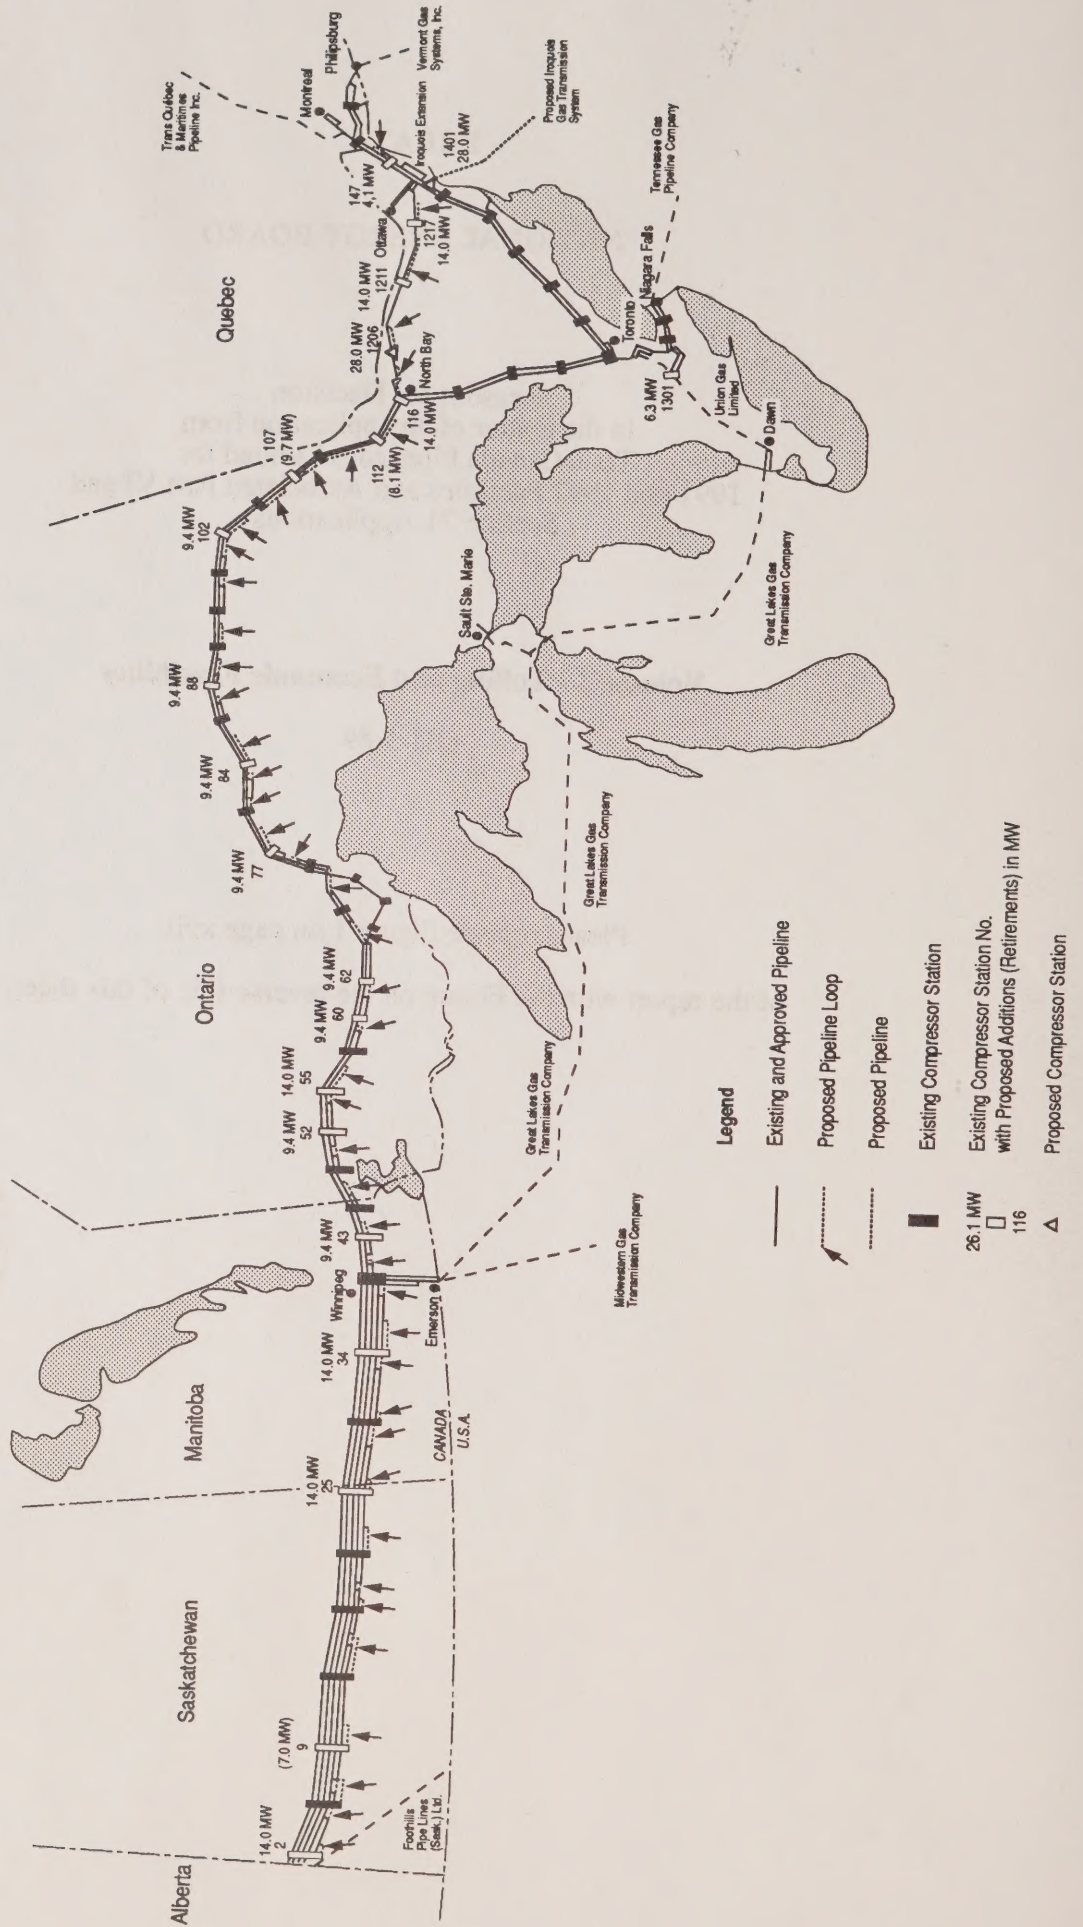 Alberta
Saskatchewan
Manitoba
Ontario
Quebec
14.0 MW
2
(7.0 MW)
9
14.0 MW
25
14.0 MW
34
Winnipeg
9.4 MW
43
9.4 MW
52
14.0 MW
55
9.4 MW
60
9.4 MW
62
9.4 MW
77
9.4 MW
84
9.4 MW
88
9.4 MW
102
107
(9.7 MW)
112
(8.1 MW)
116
14.0 MW
North Bay
28.0 MW
1206
14.0 MW
1211
Ottawa
1217
14.0 MW
147
4,1 MW
1401
28.0 MW
Iroquois Extension
Montreal
Philipsburg
Trans Québec
& Maritimes
Pipeline Inc.
Vermont Gas
Systems, Inc.
Proposed Iroquois
Gas Transmission
System
Tennessee Gas
Pipeline Company
Toronto
Niagara Falls
6.3 MW
1301
Union Gas
Limited
Dawn
Sault Ste. Marie
Great Lakes Gas
Transmission Company
Great Lakes Gas
Transmission Company
Great Lakes Gas
Transmission Company
Midwestern Gas
Transmission Company
Emerson
CANADA
U.S.A.
Foothills
Pipe Lines
(Sask.) Ltd.
Legend
Existing and Approved Pipeline
Proposed Pipeline Loop
Proposed Pipeline
Existing Compressor Station
26.1 MW
116
Existing Compressor Station No.
with Proposed Additions (Retirements) in MW
Proposed Compressor Station